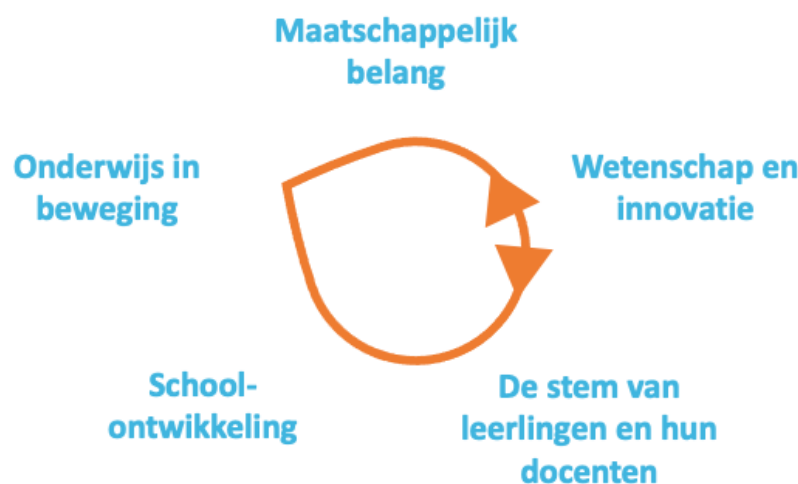 Maatschappelijk
belang
Onderwijs in
beweging
Wetenschap en
innovatie
School-
ontwikkeling
De stem van
leerlingen en hun
docenten